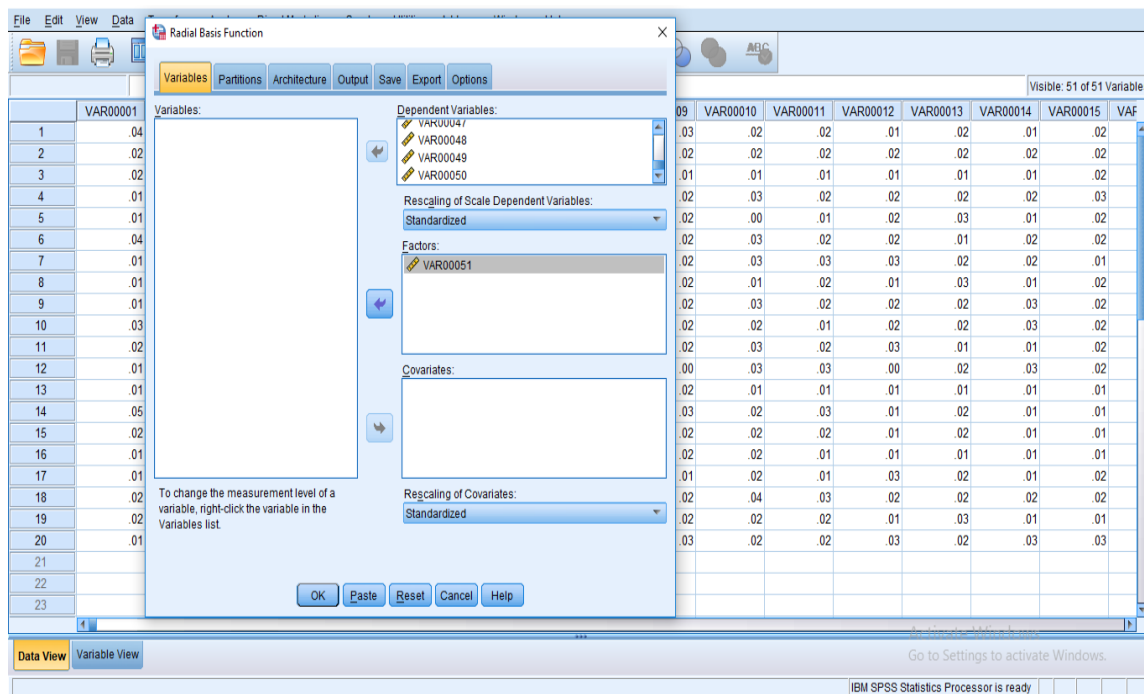 File Edit View Data
Radial Basis Function
Visible: 51 of 51 Variable
Variables Partitions Architecture Output Save Export Options
Variables:
Dependent Variables:
VAR00047
VAR00048
VAR00049
VAR00050
Rescaling of Scale Dependent Variables:
Standardized
Factors:
VAR00051
Covariates:
Rescaling of Covariates:
Standardized
To change the measurement level of a
variable, right-click the variable in the
Variables list.
OK Paste Reset Cancel Help
VAR00001 09 VAR00010 VAR00011 VAR00012 VAR00013 VAR00014 VAR00015 VAR
1 .04 .03 .02 .02 .01 .02 .01 .02
2 .02 .02 .02 .02 .02 .02 .02 .02
3 .02 .01 .01 .01 .01 .02 .01 .02
4 .01 .02 .03 .02 .02 .02 .02 .03
5 .01 .02 .00 .01 .02 .03 .01 .02
6 .04 .02 .03 .02 .02 .01 .02 .02
7 .01 .02 .03 .03 .03 .02 .02 .01
8 .01 .02 .01 .02 .01 .03 .01 .02
9 .01 .02 .03 .02 .02 .02 .03 .02
10 .03 .02 .02 .01 .02 .02 .03 .02
11 .02 .02 .03 .02 .03 .01 .01 .02
12 .01 .00 .03 .03 .00 .02 .03 .02
13 .01 .02 .01 .01 .01 .01 .01 .01
14 .05 .03 .02 .03 .01 .02 .01 .01
15 .02 .02 .02 .02 .01 .02 .01 .01
16 .01 .02 .02 .01 .01 .01 .01 .01
17 .01 .01 .02 .01 .03 .02 .01 .02
18 .02 .02 .04 .03 .02 .02 .02 .02
19 .02 .02 .02 .02 .01 .03 .01 .01
20 .01 .03 .02 .02 .03 .02 .03 .03
21
22
23
Data View Variable View
Activate Windows
Go to Settings to activate Windows.
IBM SPSS Statistics Processor is ready